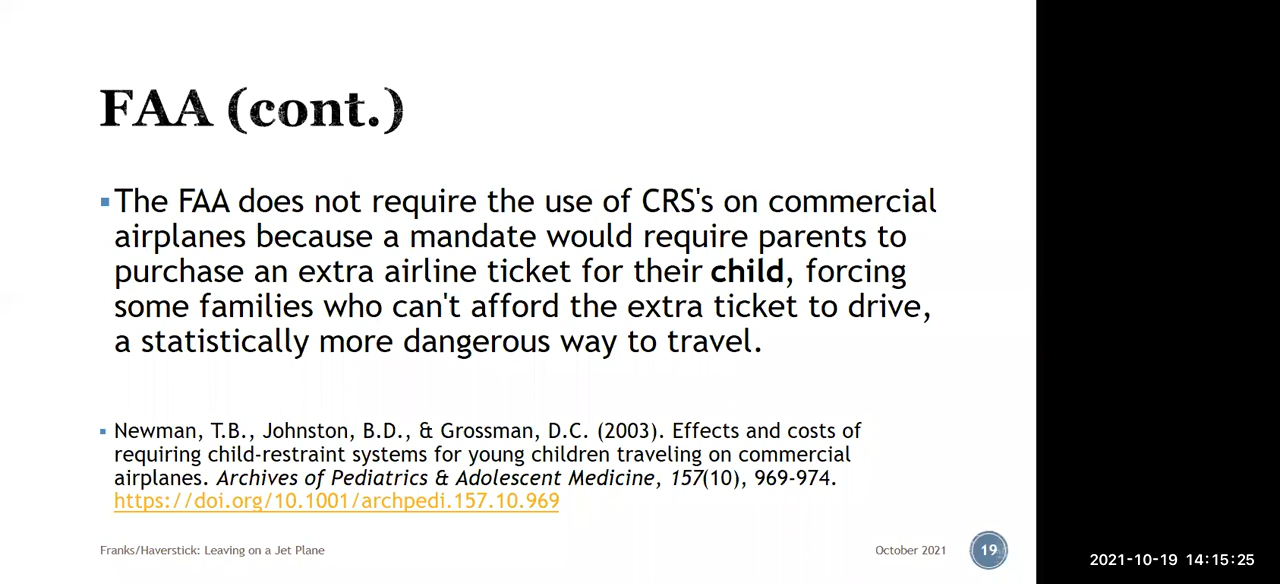 FAA (cont.)
▪The FAA does not require the use of CRS's on commercial
airplanes because a mandate would require parents to
purchase an extra airline ticket for their child, forcing
some families who can't afford the extra ticket to drive,
a statistically more dangerous way to travel.
▪ Newman, T.B., Johnston, B.D., & Grossman, D.C. (2003). Effects and costs of
requiring child-restraint systems for young children traveling on commercial
airplanes. Archives of Pediatrics & Adolescent Medicine, 157(10), 969-974.
https://doi.org/10.1001/archpedi.157.10.969
Franks/Haverstick: Leaving on a Jet Plane
October 2021
19
2021-10-19 14:15:25